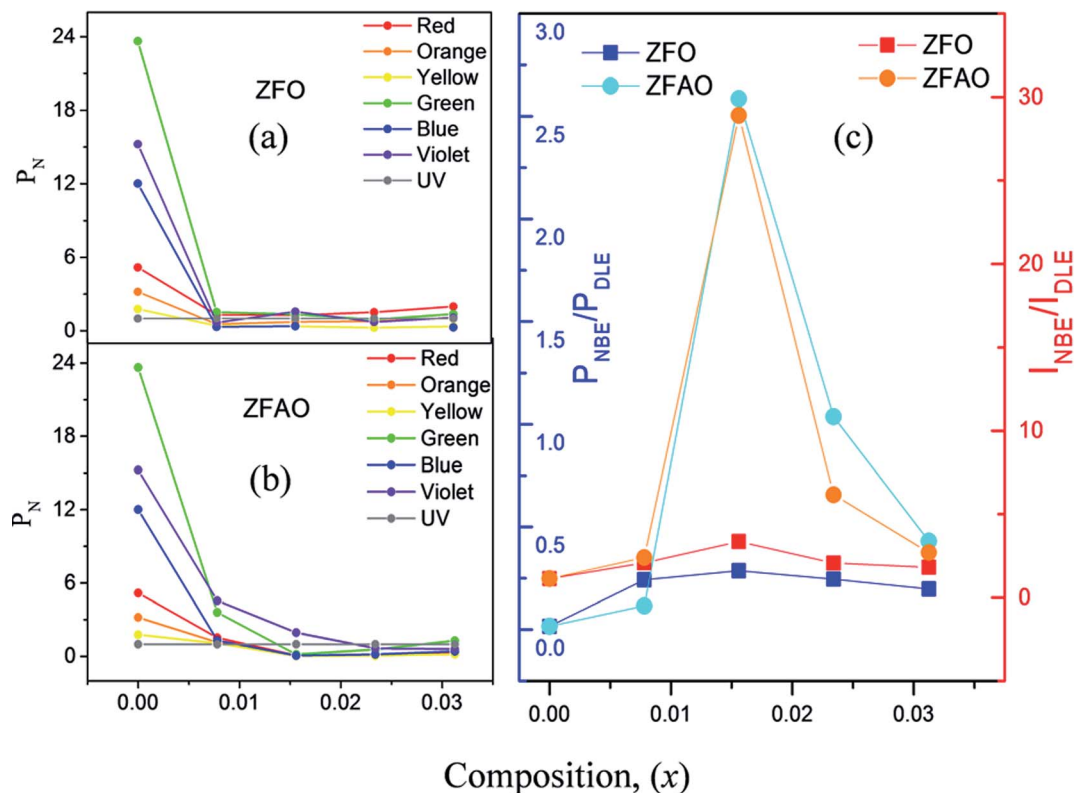 24
18
12
6
0
P_N
ZFO
(a)
Red
Orange
Yellow
Green
Blue
Violet
UV
24
18
12
6
0
P_N
ZFAO
(b)
Red
Orange
Yellow
Green
Blue
Violet
UV
0.00
0.01
0.02
0.03
3.0
2.5
2.0
1.5
1.0
0.5
0.0
P_NBE/P_DLE
ZFO
ZFAO
ZFO
ZFAO
(c)
30
20
10
0
I_NBE/I_DLE
0.00
0.01
0.02
0.03
Composition, (x)